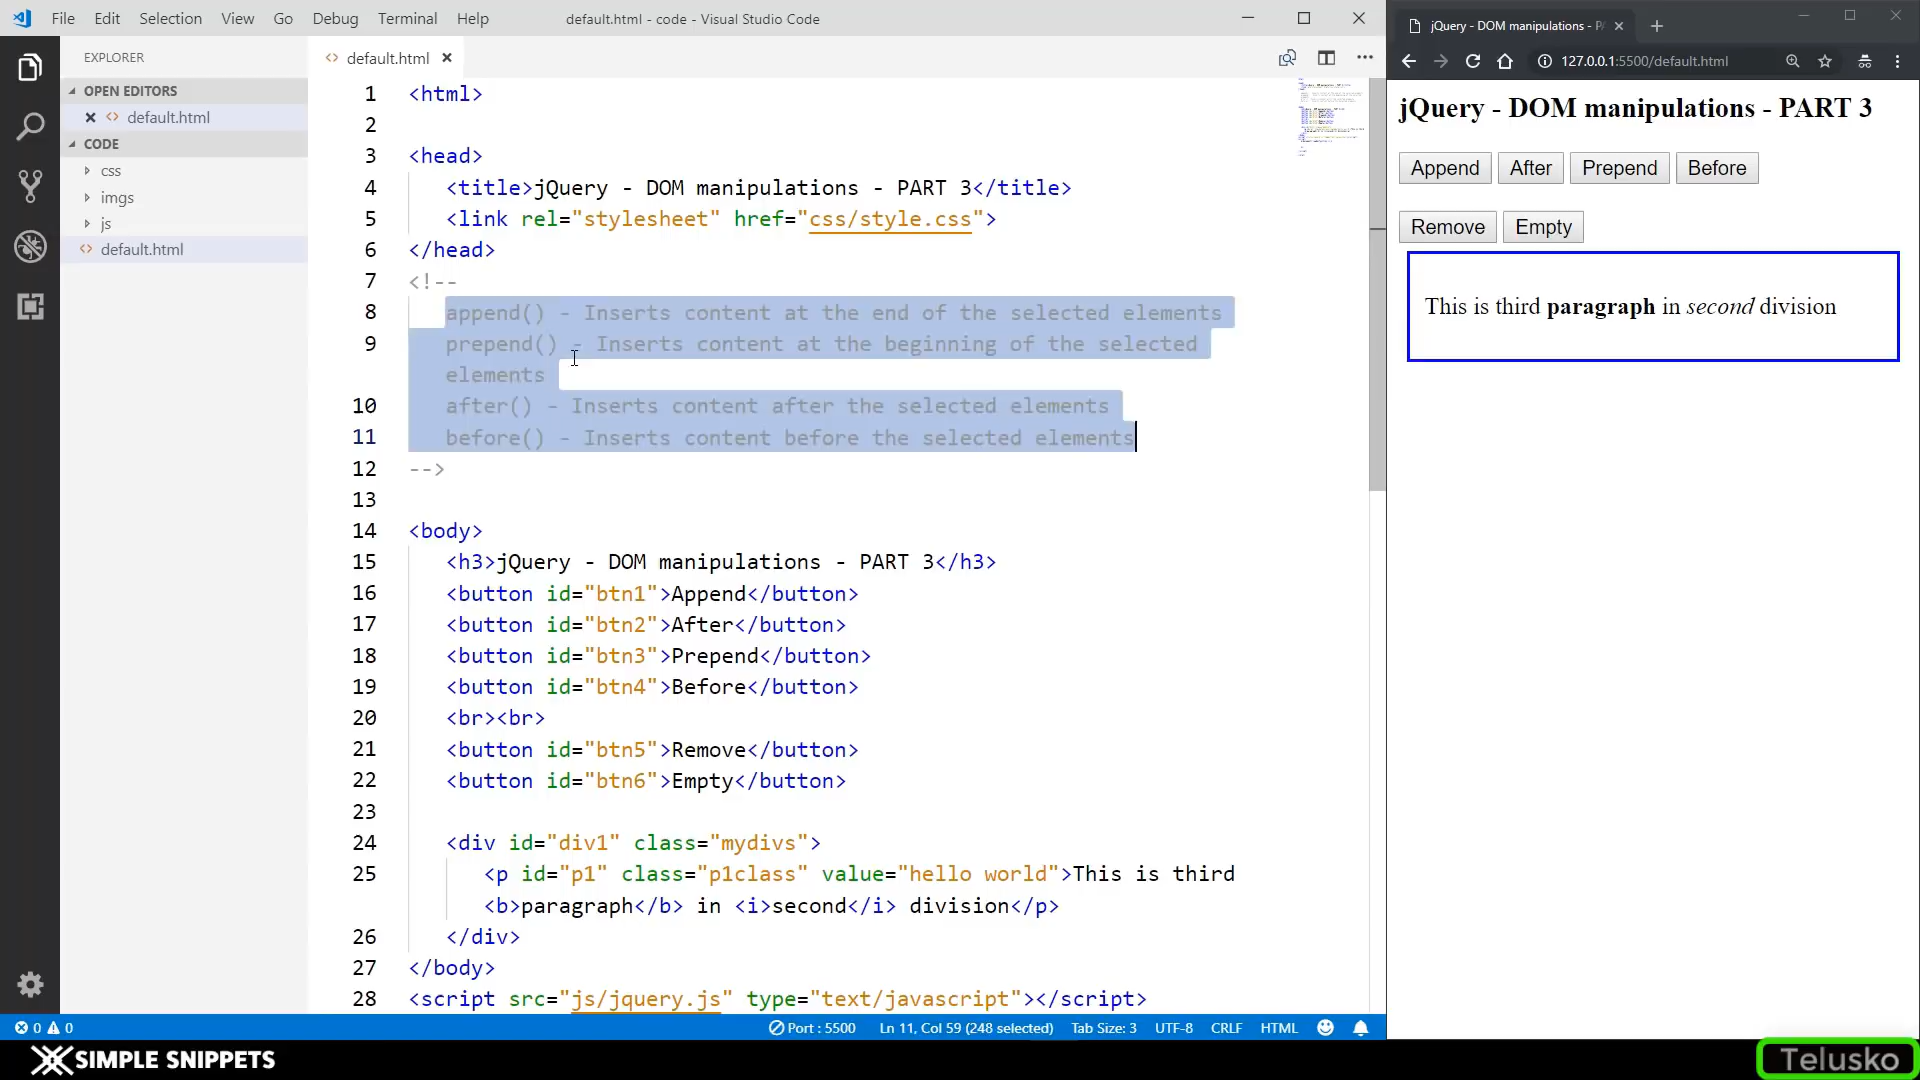 File Edit Selection View Go Debug Terminal Help default.html - code - Visual Studio Code
EXPLORER
OPEN EDITORS
default.html
CODE
css
imgs
js
default.html
default.html
1 <html>
2
3 <head>
4 <title>jQuery - DOM manipulations - PART 3</title>
5 <link rel="stylesheet" href="css/style.css">
6 </head>
7 <!--
8 append() - Inserts content at the end of the selected elements
9 prepend() - Inserts content at the beginning of the selected
elements
10 after() - Inserts content after the selected elements
11 before() - Inserts content before the selected elements
12 -->
13
14 <body>
15 <h3>jQuery - DOM manipulations - PART 3</h3>
16 <button id="btn1">Append</button>
17 <button id="btn2">After</button>
18 <button id="btn3">Prepend</button>
19 <button id="btn4">Before</button>
20 <br><br>
21 <button id="btn5">Remove</button>
22 <button id="btn6">Empty</button>
23
24 <div id="div1" class="mydivs">
25 <p id="p1" class="p1class" value="hello world">This is third
<b>paragraph</b> in <i>second</i> division</p>
26 </div>
27 </body>
28 <script src="js/jquery.js" type="text/javascript"></script>
0 0 Port : 5500 Ln 11, Col 59 (248 selected) Tab Size: 3 UTF-8 CRLF HTML
jQuery - DOM manipulations - P
127.0.0.1:5500/default.html
jQuery - DOM manipulations - PART 3
Append After Prepend Before
Remove Empty
This is third paragraph in second division
SIMPLE SNIPPETS
Telusko